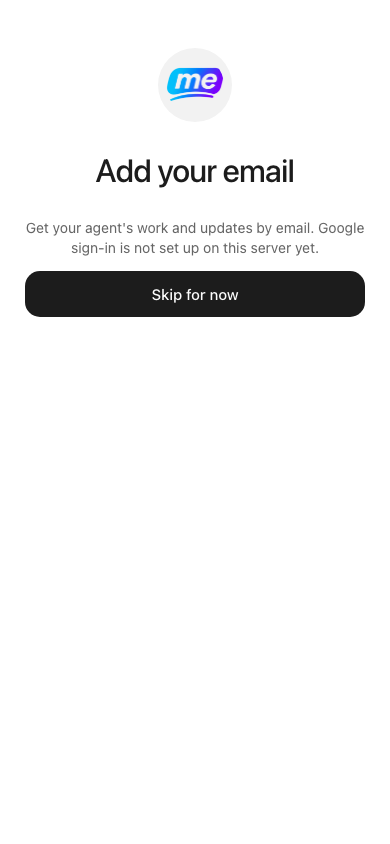 me
Add your email
Get your agent's work and updates by email. Google
sign-in is not set up on this server yet.
Skip for now